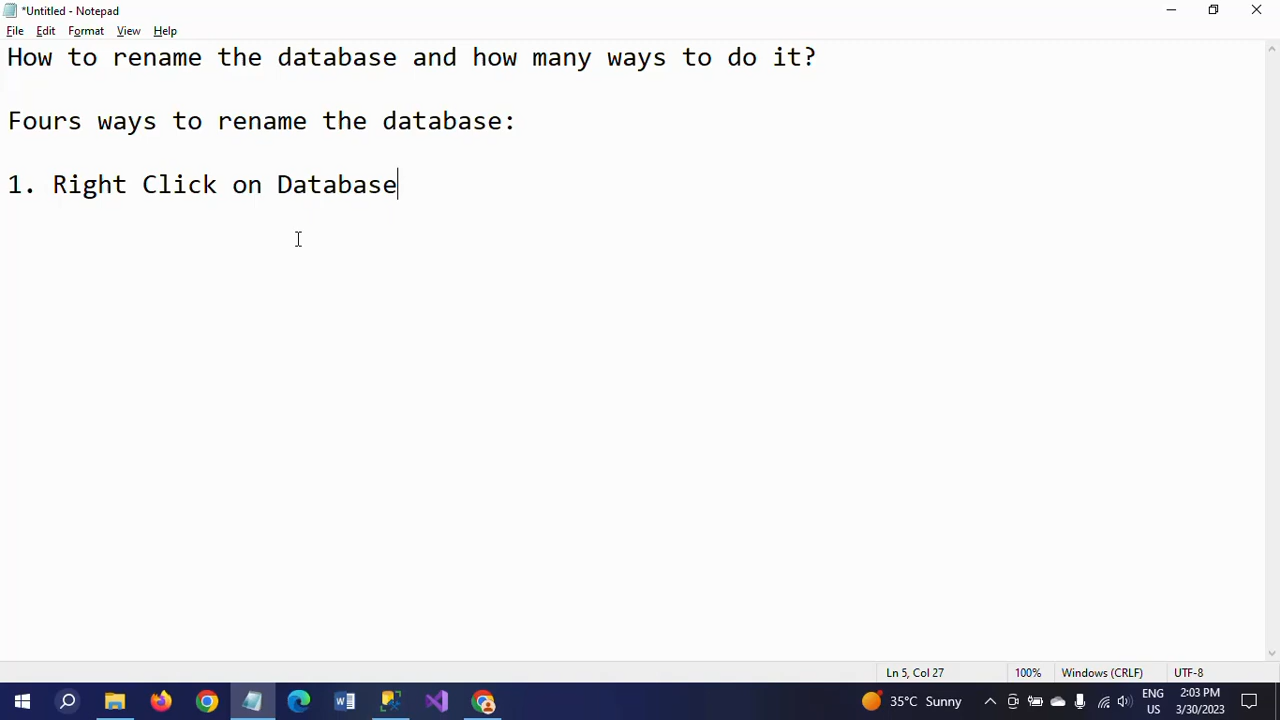 *Untitled - Notepad
File Edit Format View Help
How to rename the database and how many ways to do it?
Fours ways to rename the database:
1. Right Click on Database
Ln 5, Col 27 100% Windows (CRLF) UTF-8
35°C Sunny ENG 2:03 PM
US 3/30/2023